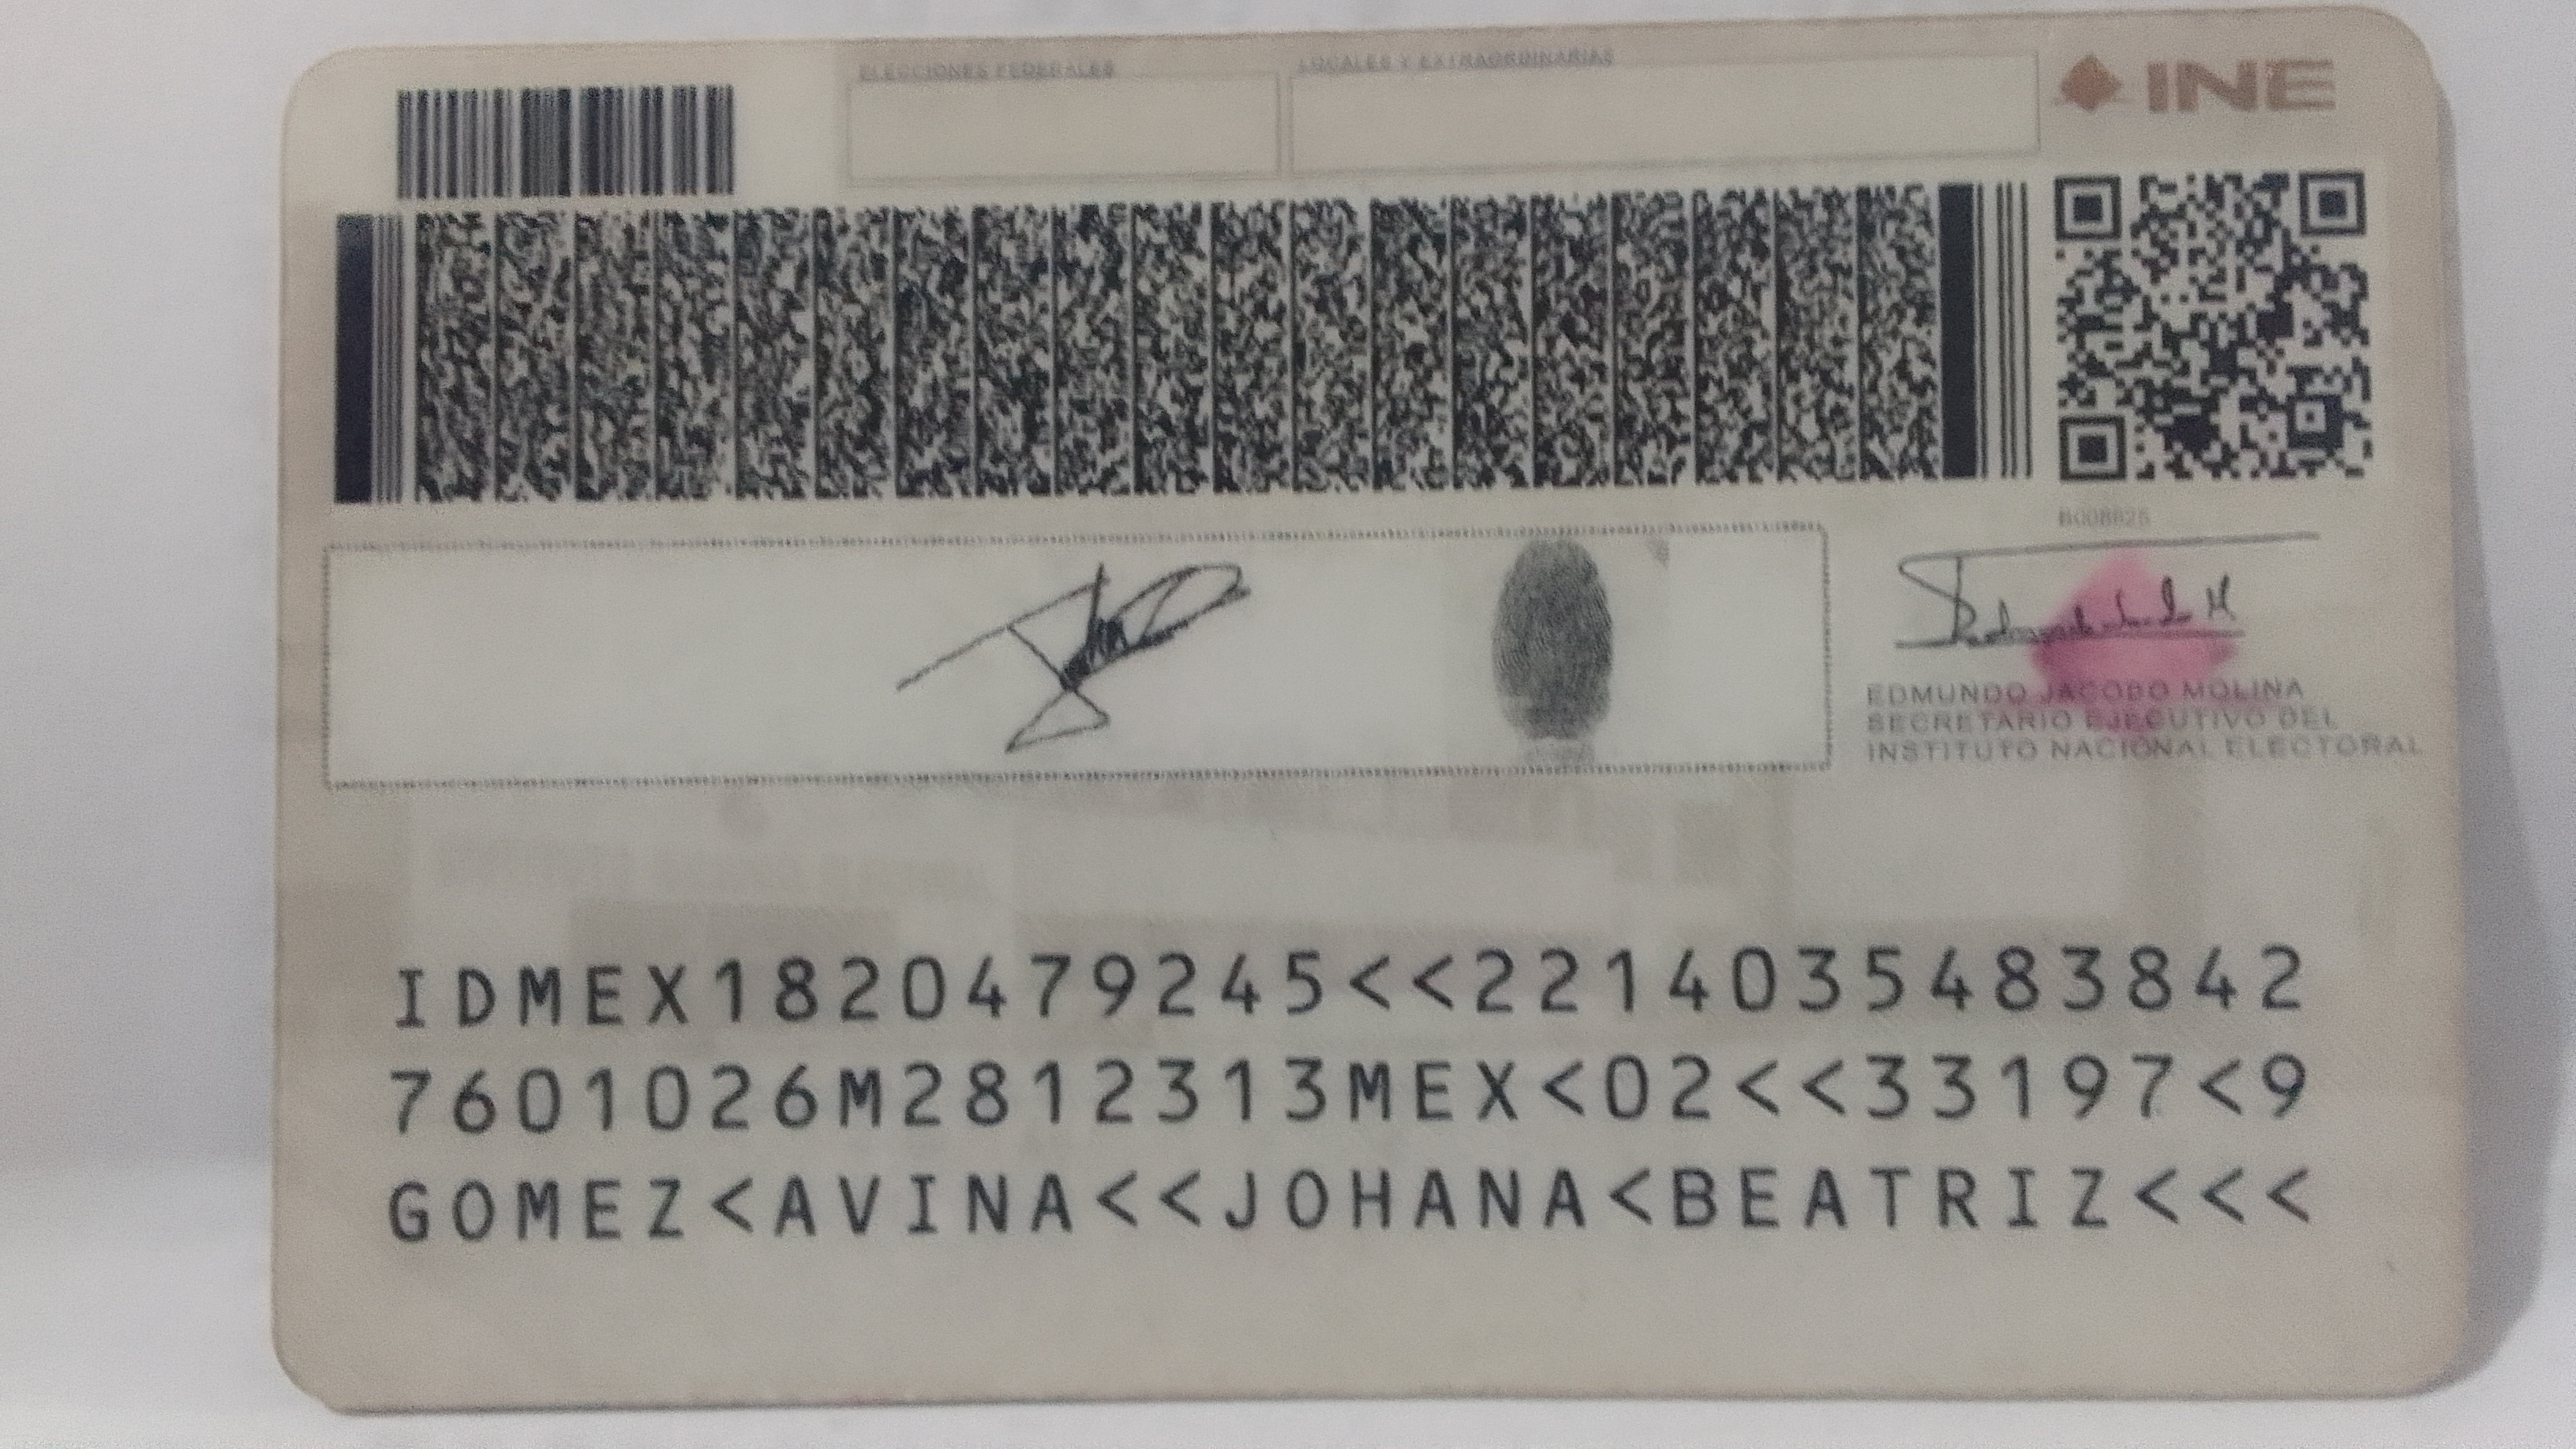 ELECCIONES FEDERALES
LOCALES Y EXTRAORDINARIAS
INE
EDMUNDO JACOBO MOLINA
SECRETARIO EJECUTIVO DEL
INSTITUTO NACIONAL ELECTORAL
IDMEX1820479245<<2214035483842
7601026M2812313MEX<02<<33197<9
GOMEZ<AVINA<<JOHANA<BEATRIZ<<<